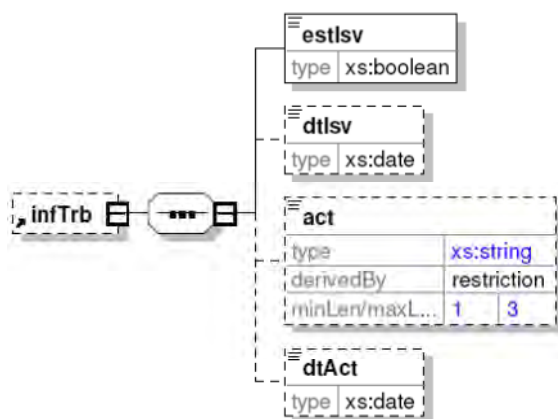 estIsv
type xs:boolean
dtIsv
type xs:date
infTrb
act
type xs:string
derivedBy restriction
minLen/maxL... 1 3
dtAct
type xs:date